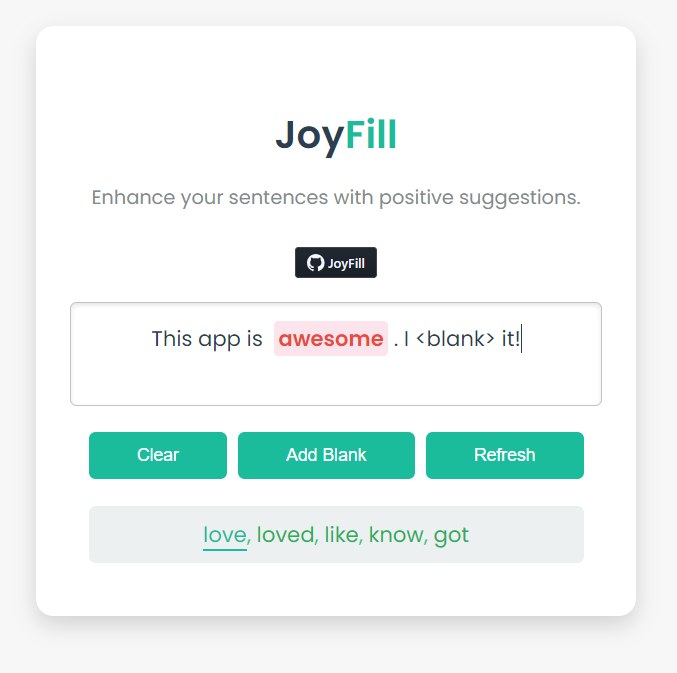 JoyFill
Enhance your sentences with positive suggestions.
JoyFill
This app is awesome . I <blank> it!
Clear Add Blank Refresh
love, loved, like, know, got